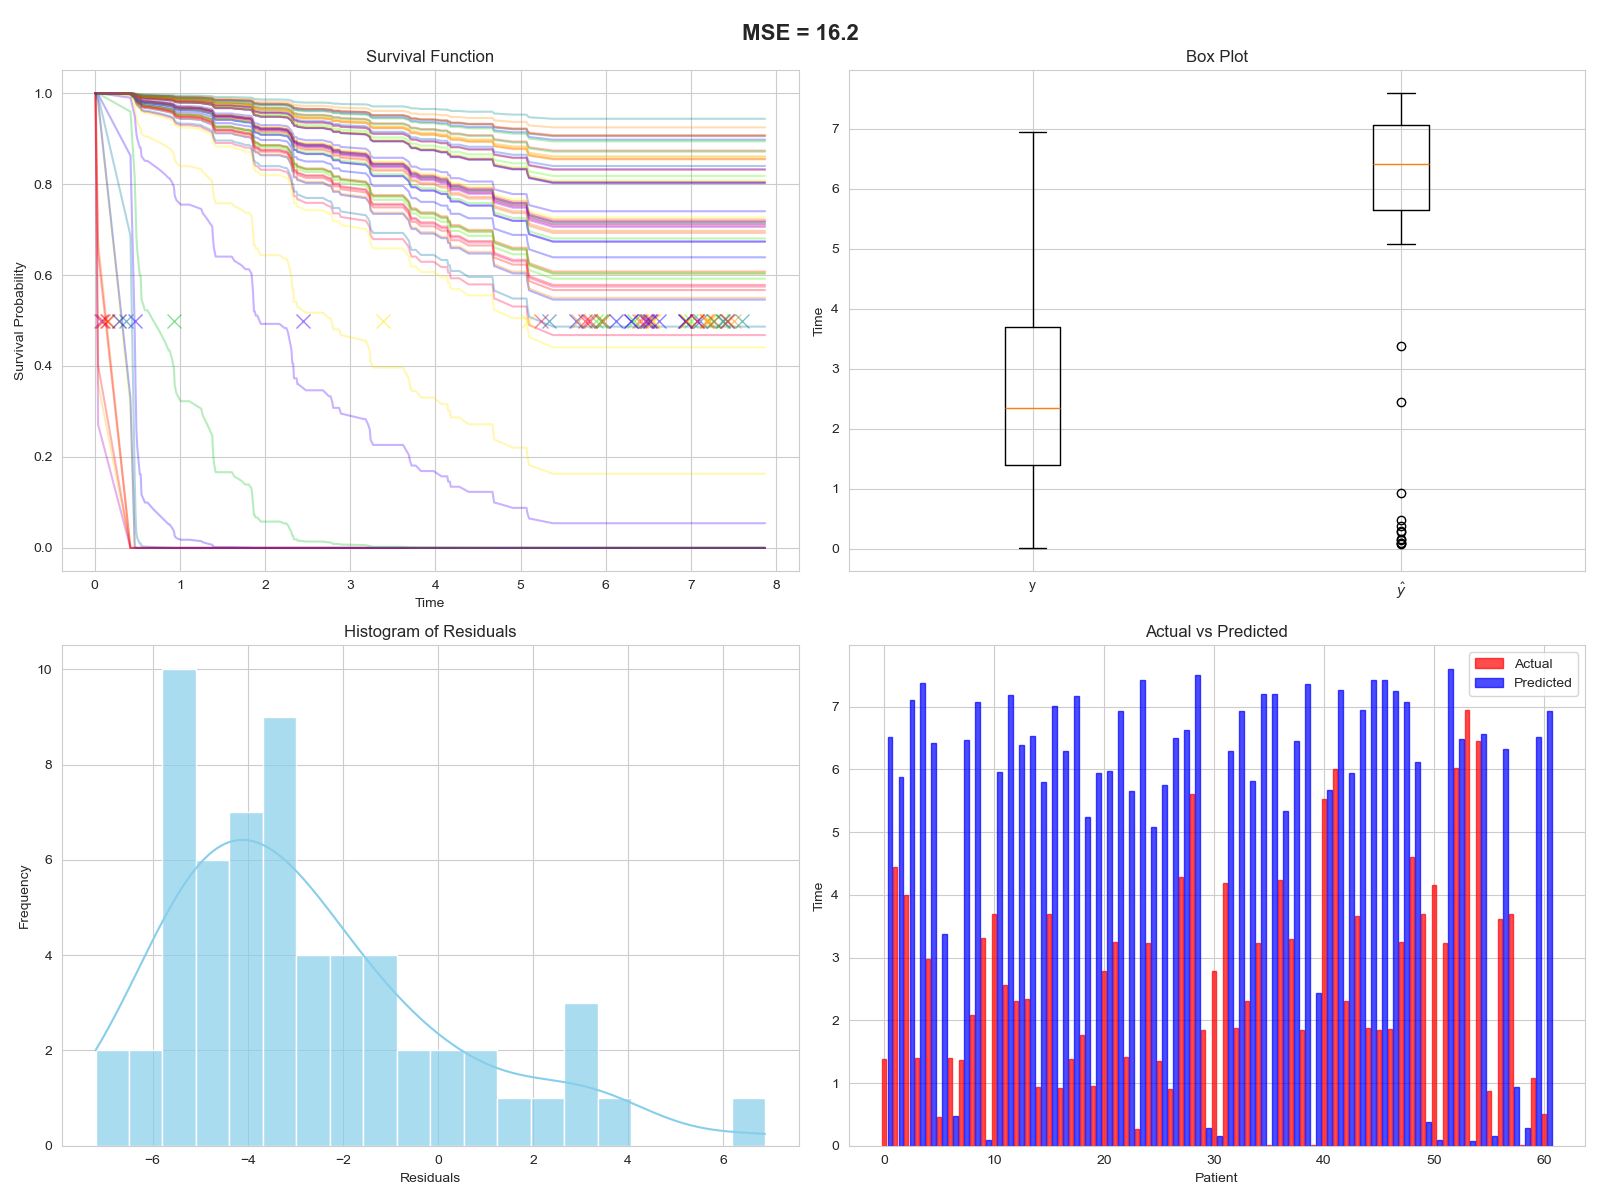 MSE = 16.2
Survival Function
1.0
0.8
0.6
0.4
0.2
0.0
Survival Probability
0 1 2 3 4 5 6 7 8
Time
Box Plot
7
6
5
4
3
2
1
0
Time
y ŷ
Histogram of Residuals
10
8
6
4
2
0
Frequency
−6 −4 −2 0 2 4 6
Residuals
Actual vs Predicted
Actual
Predicted
7
6
5
4
3
2
1
0
Time
0 10 20 30 40 50 60
Patient